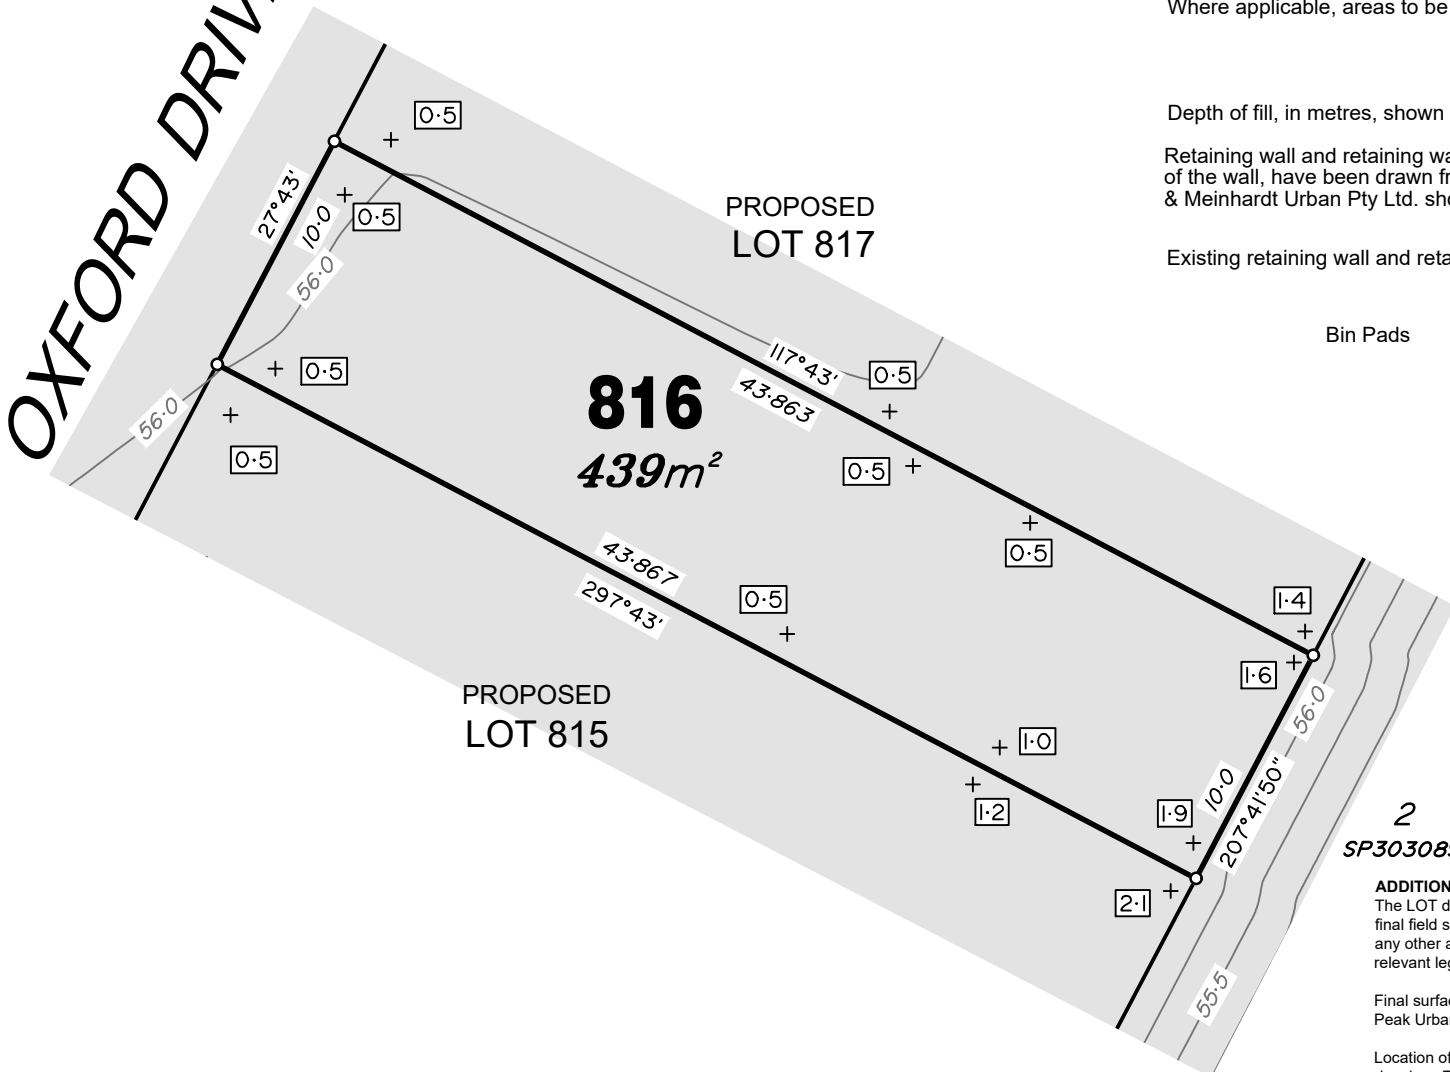 Where applicable, areas to be
OXFORD DRIV
Depth of fill, in metres, shown
Retaining wall and retaining wa
of the wall, have been drawn fr
& Meinhardt Urban Pty Ltd. sho
Existing retaining wall and reta
Bin Pads
0·5
27°43'
10·0
0·5
56·0
PROPOSED
LOT 817
117°43'
43·863
0·5
0·5
56·0
0·5
816
439m²
0·5
0·5
0·5
43·867
297°43'
0·5
1·4
1·6
56·0
PROPOSED
LOT 815
1·0
1·2
1·9
10·0
207°41'50"
2·1
55·5
2
SP30308
ADDITION
The LOT d
final field s
any other a
relevant leg
Final surfa
Peak Urba
Location of